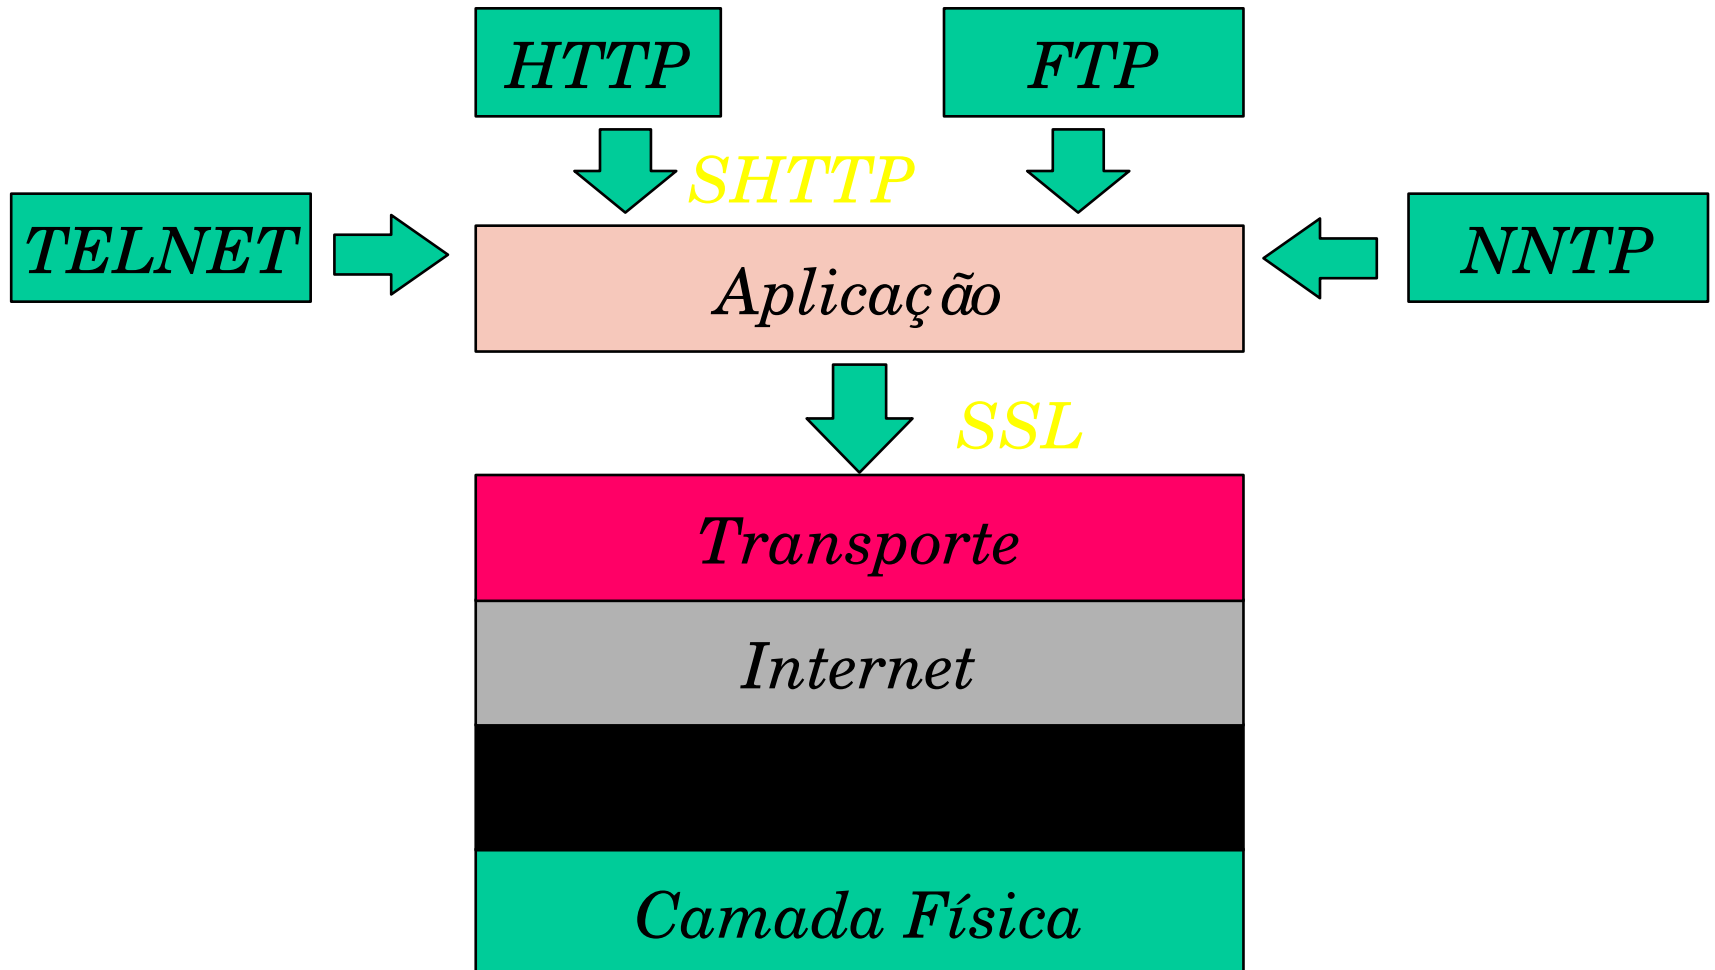 HTTP
FTP
SHTTP
TELNET
NNTP
Aplicação
SSL
Transporte
Internet
Camada Física